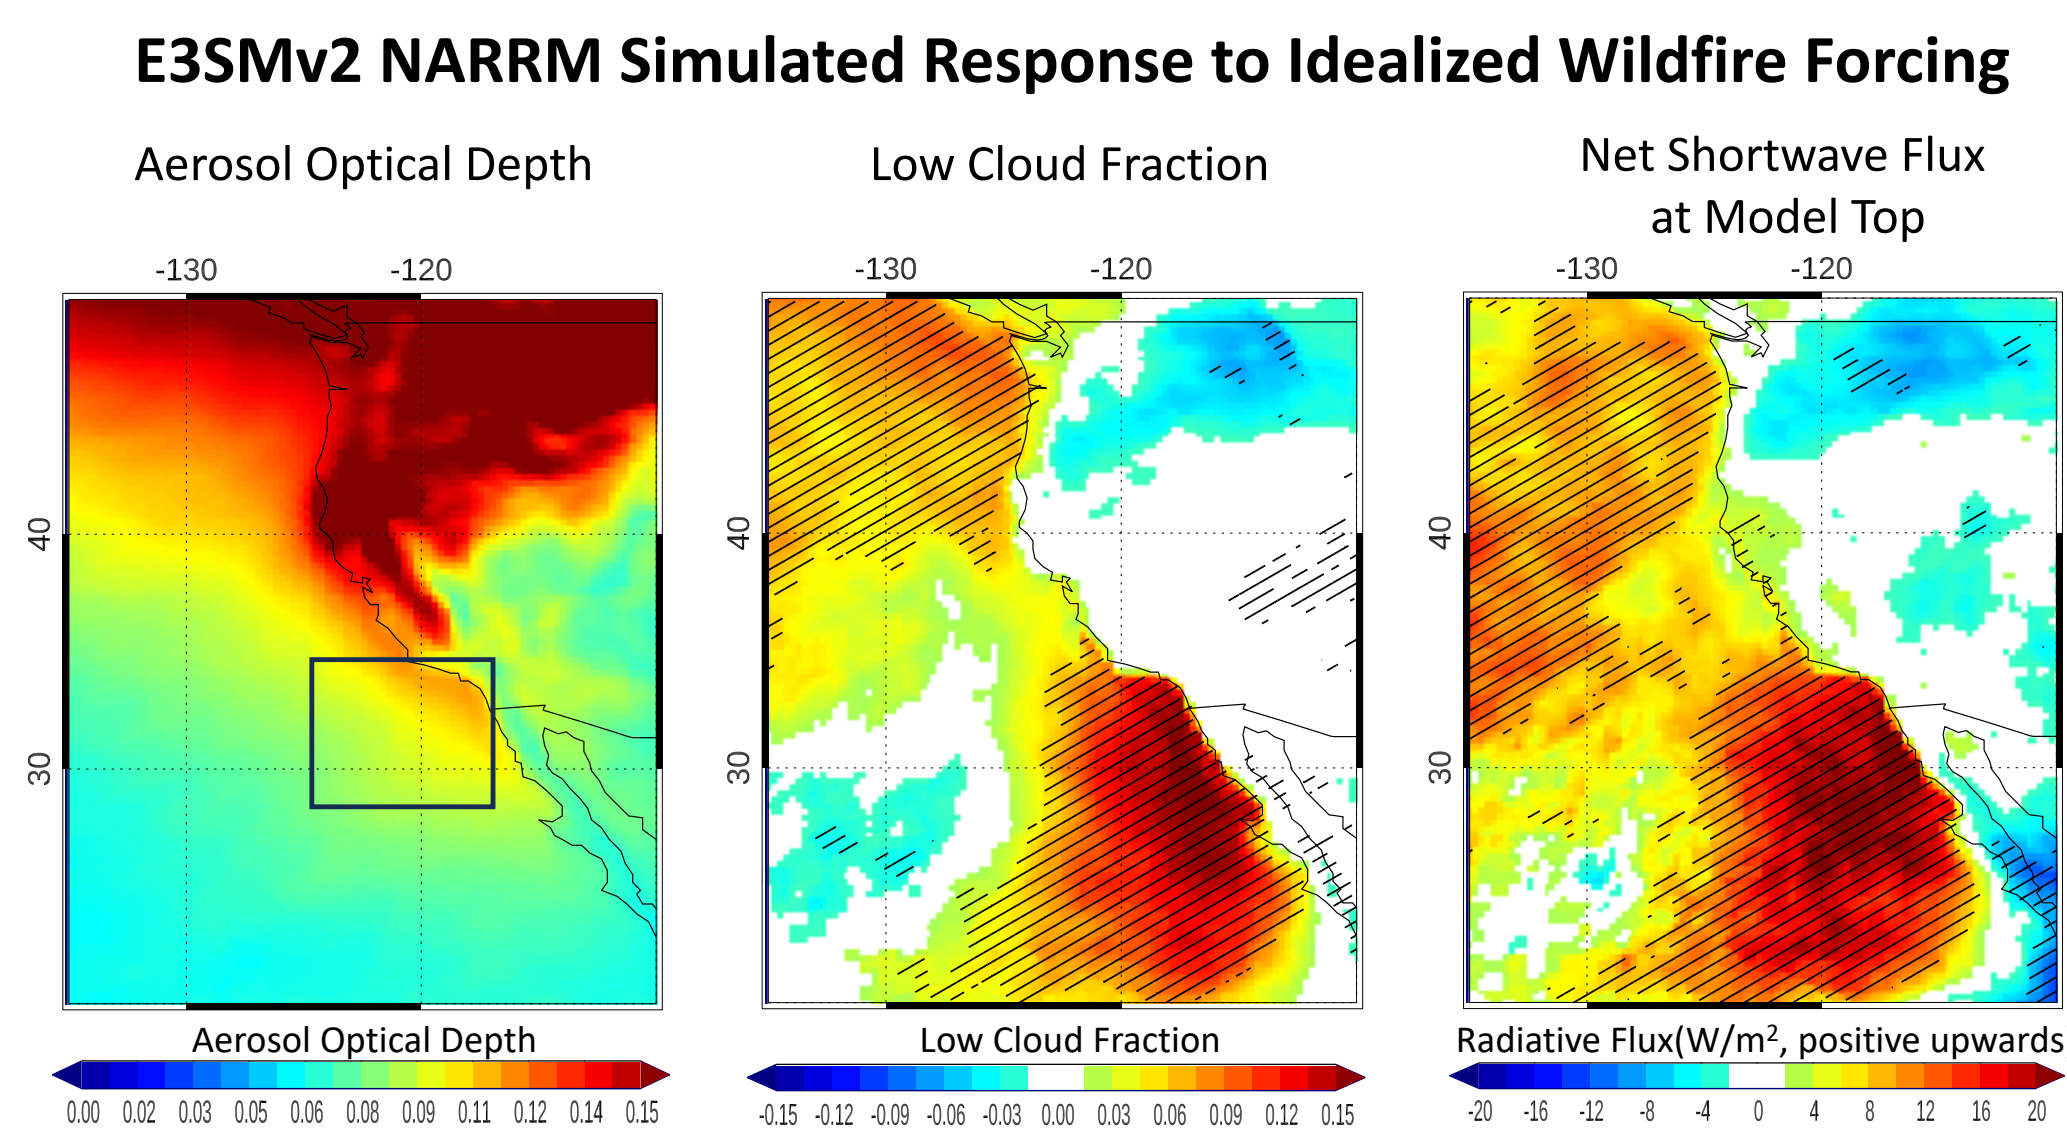 E3SMv2 NARRM Simulated Response to Idealized Wildfire Forcing
Aerosol Optical Depth
Low Cloud Fraction
Net Shortwave Flux
at Model Top
-130 -120
-130 -120
-130 -120
40
30
40
30
40
30
Aerosol Optical Depth
0.00 0.02 0.03 0.05 0.06 0.08 0.09 0.11 0.12 0.14 0.15
Low Cloud Fraction
-0.15 -0.12 -0.09 -0.06 -0.03 0.00 0.03 0.06 0.09 0.12 0.15
Radiative Flux(W/m², positive upwards
-20 -16 -12 -8 -4 0 4 8 12 16 20